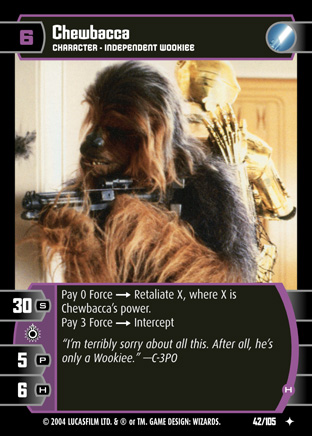 6
Chewbacca
CHARACTER • INDEPENDENT WOOKIEE
30 S
Pay 0 Force → Retaliate X, where X is
Chewbacca's power.
Pay 3 Force → Intercept
5 P
"I'm terribly sorry about all this. After all, he's
only a Wookiee." —C-3PO
6 H
H
© 2004 LUCASFILM LTD. & ® or TM. GAME DESIGN: WIZARDS. 42/105